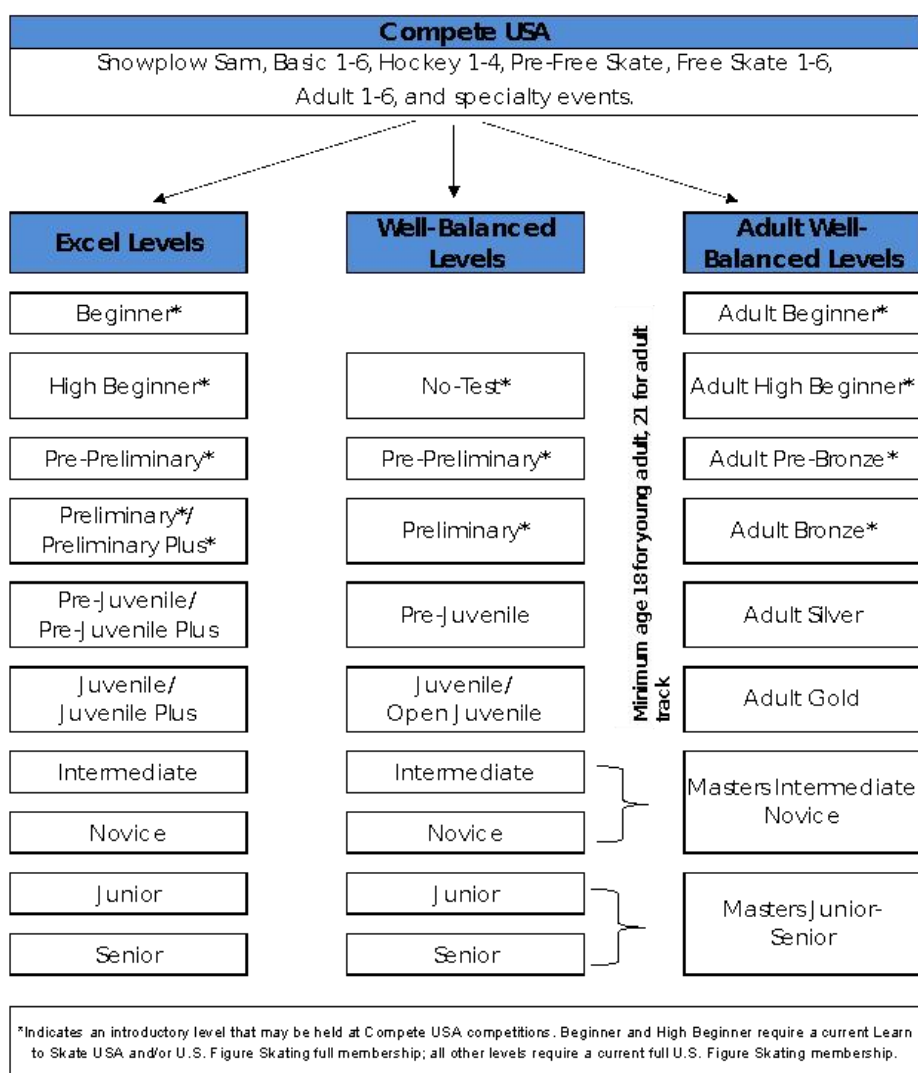 Compete USA
Snowplow Sam, Basic 1-6, Hockey 1-4, Pre-Free Skate, Free Skate 1-6,
Adult 1-6, and specialty events.
Excel Levels
Beginner*
High Beginner*
Pre-Preliminary*
Preliminary*/
Preliminary Plus*
Pre-Juvenile/
Pre-Juvenile Plus
Juvenile/
Juvenile Plus
Intermediate
Novice
Junior
Senior
Well-Balanced
Levels
No-Test*
Pre-Preliminary*
Preliminary*
Pre-Juvenile
Juvenile/
Open Juvenile
Intermediate
Novice
Junior
Senior
Minimum age 18 for young adult, 21 for adult
track
Adult Well-
Balanced Levels
Adult Beginner*
Adult High Beginner*
Adult Pre-Bronze*
Adult Bronze*
Adult Silver
Adult Gold
Masters Intermediate
Novice
Masters Junior-
Senior
*Indicates an introductory level that may be held at Compete USA competitions. Beginner and High Beginner require a current Learn
to Skate USA and/or U.S. Figure Skating full membership; all other levels require a current full U.S. Figure Skating membership.